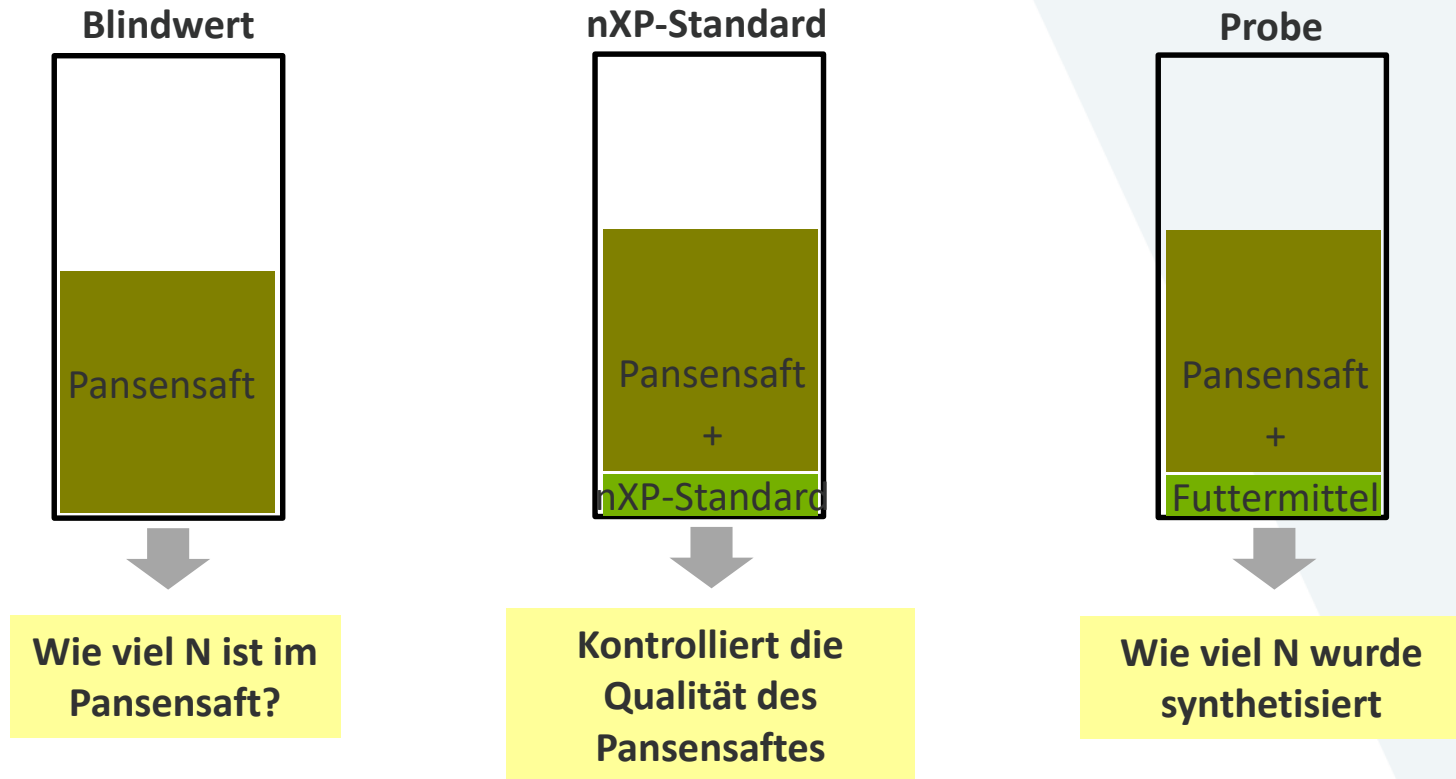 Blindwert
Pansensaft
Wie viel N ist im
Pansensaft?
nXP-Standard
Pansensaft
+
nXP-Standard
Kontrolliert die
Qualität des
Pansensaftes
Probe
Pansensaft
+
Futtermittel
Wie viel N wurde
synthetisiert